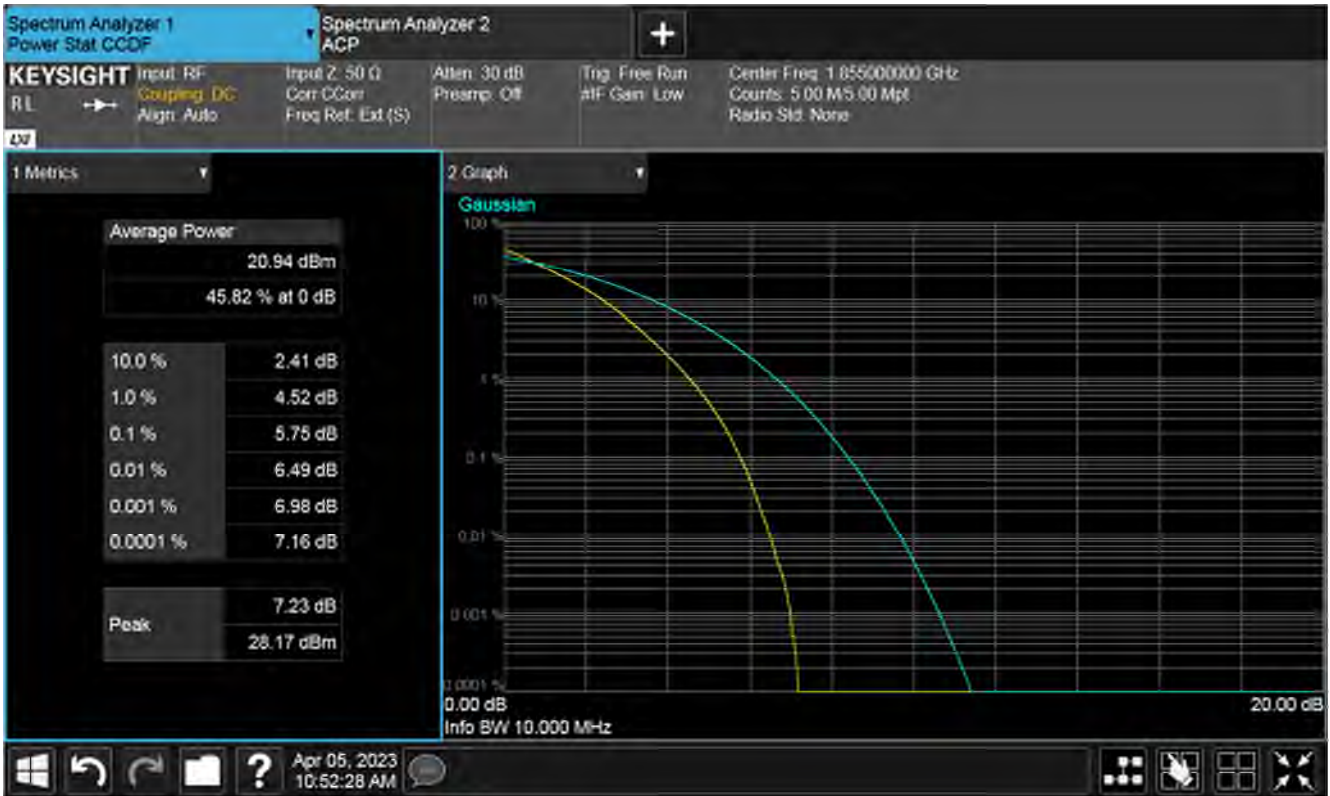 Spectrum Analyzer 1
Power Stat CCDF
Spectrum Analyzer 2
ACP
KEYSIGHT
RL
LXI
Input: RF
Coupling: DC
Align: Auto
Input Z: 50 Ω
Corr CCorr
Freq Ref: Ext (S)
Atten: 30 dB
Preamp: Off
Trig: Free Run
#IF Gain: Low
Center Freq: 1.855000000 GHz
Counts: 5.00 M/5.00 Mpt
Radio Std: None
1 Metrics
Average Power
20.94 dBm
45.82 % at 0 dB
10.0 % 2.41 dB
1.0 % 4.52 dB
0.1 % 5.75 dB
0.01 % 6.49 dB
0.001 % 6.98 dB
0.0001 % 7.16 dB
Peak
7.23 dB
28.17 dBm
2 Graph
Gaussian
100 %
10 %
1 %
0.1 %
0.01 %
0.001 %
0.0001 %
0.00 dB 20.00 dB
Info BW 10.000 MHz
?
Apr 05, 2023
10:52:28 AM